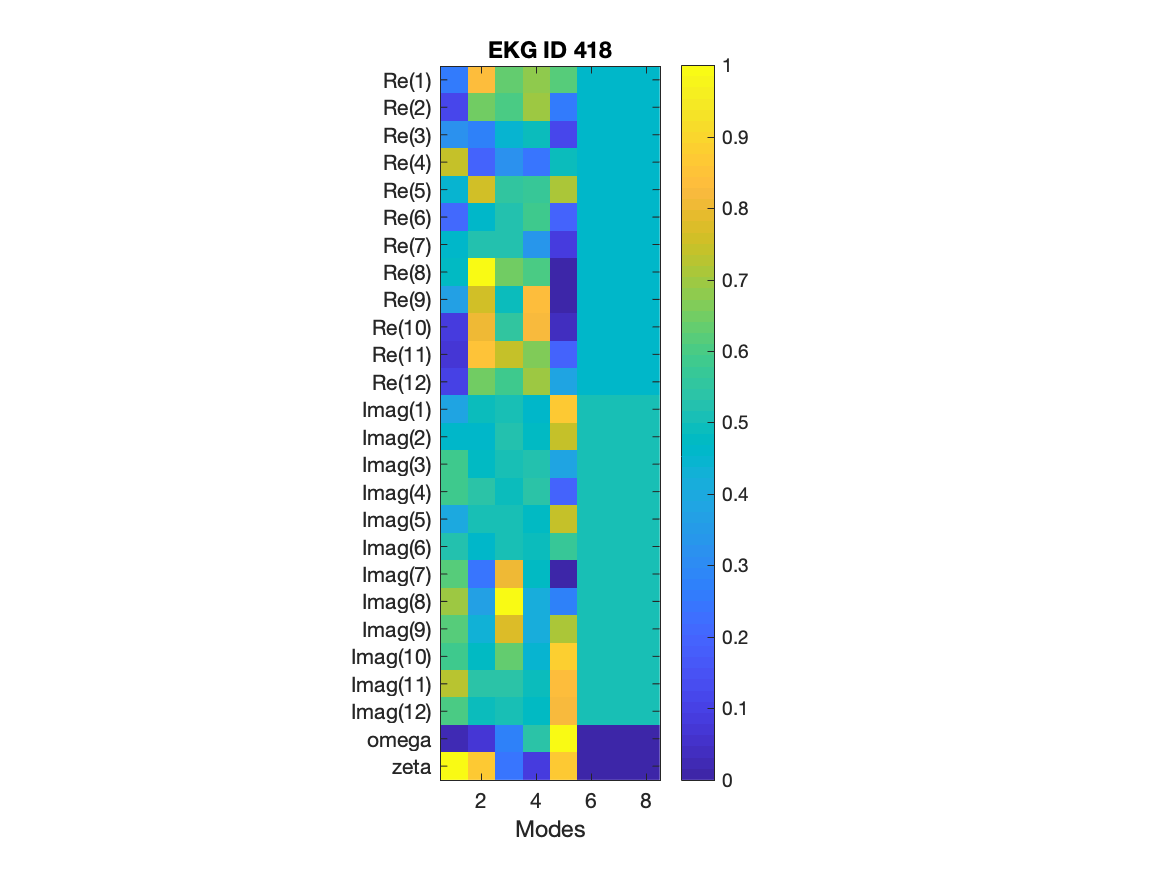 EKG ID 418
Re(1)
Re(2)
Re(3)
Re(4)
Re(5)
Re(6)
Re(7)
Re(8)
Re(9)
Re(10)
Re(11)
Re(12)
Imag(1)
Imag(2)
Imag(3)
Imag(4)
Imag(5)
Imag(6)
Imag(7)
Imag(8)
Imag(9)
Imag(10)
Imag(11)
Imag(12)
omega
zeta
2 4 6 8
Modes
1
0.9
0.8
0.7
0.6
0.5
0.4
0.3
0.2
0.1
0